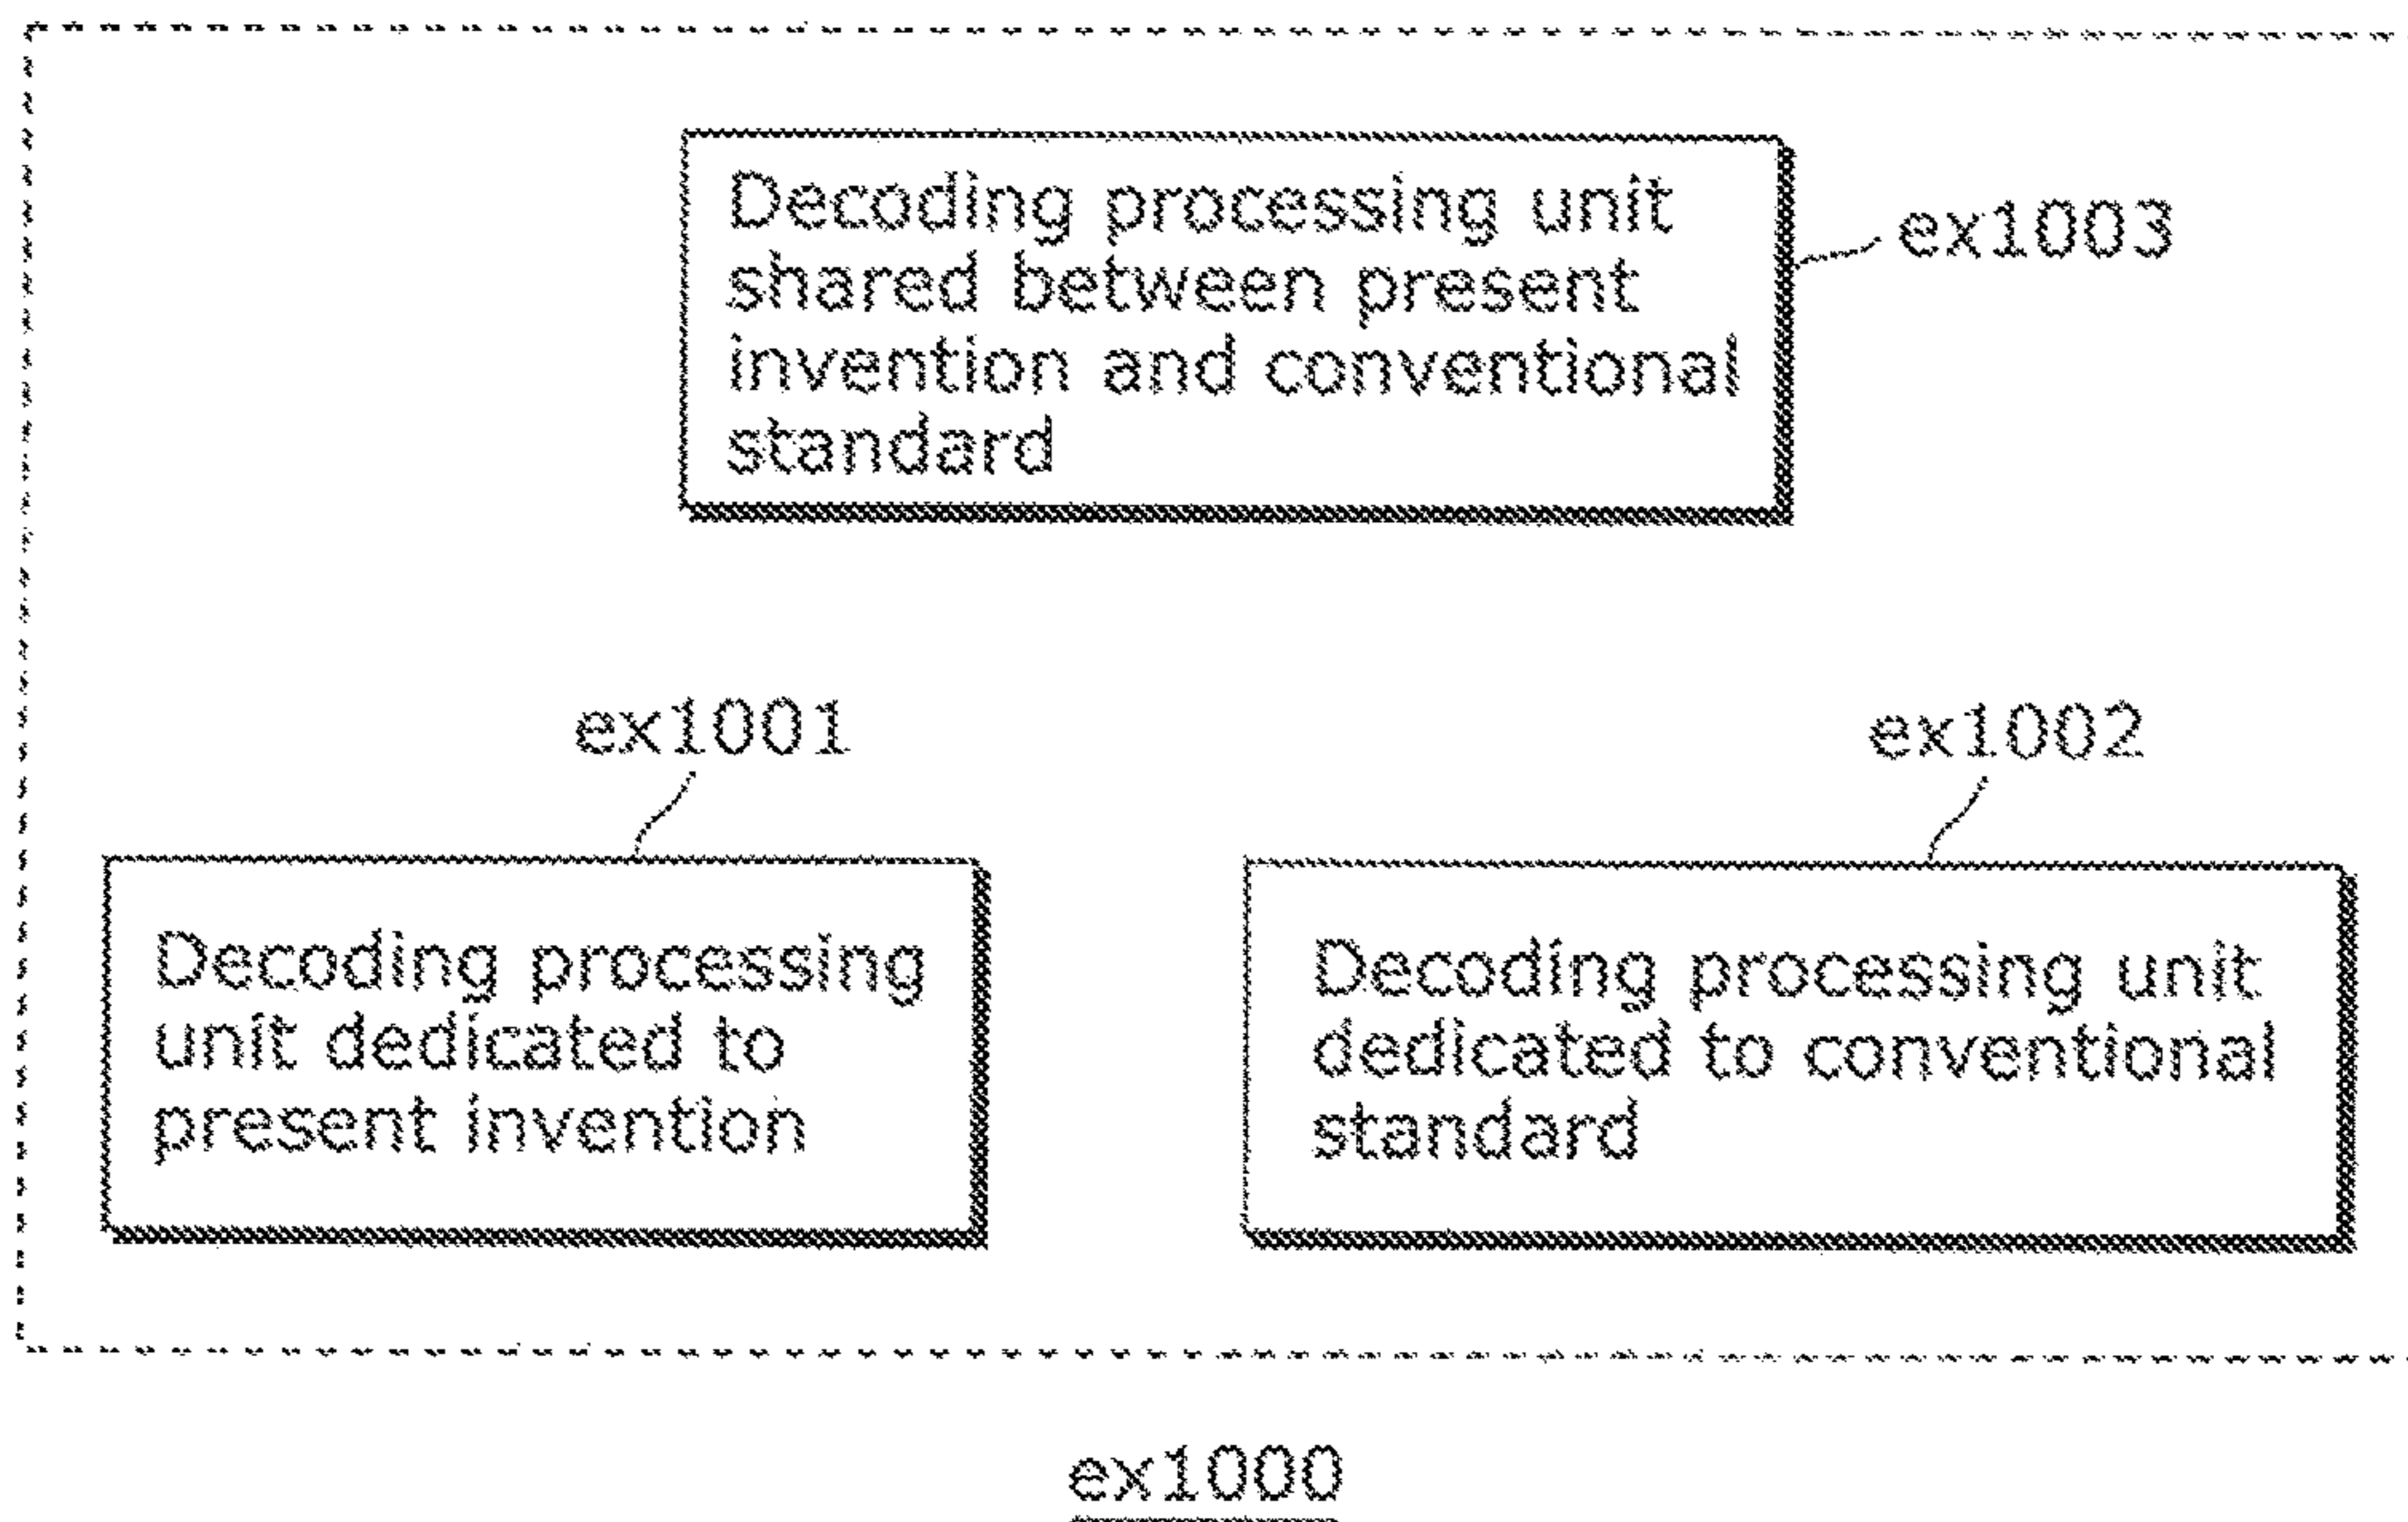 Decoding processing unit
shared between present
invention and conventional
standard
ex1003
ex1001
ex1002
Decoding processing
unit dedicated to
present invention
Decoding processing unit
dedicated to conventional
standard
ex1000